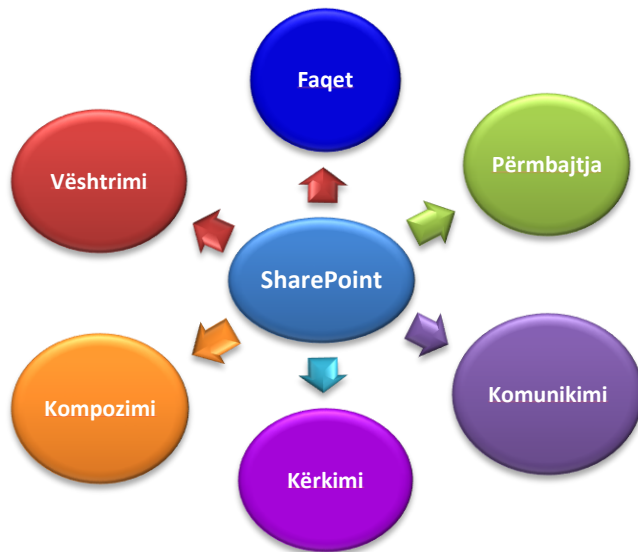 Faqet
Përmbajtja
Vështrimi
SharePoint
Komunikimi
Kompozimi
Kërkimi